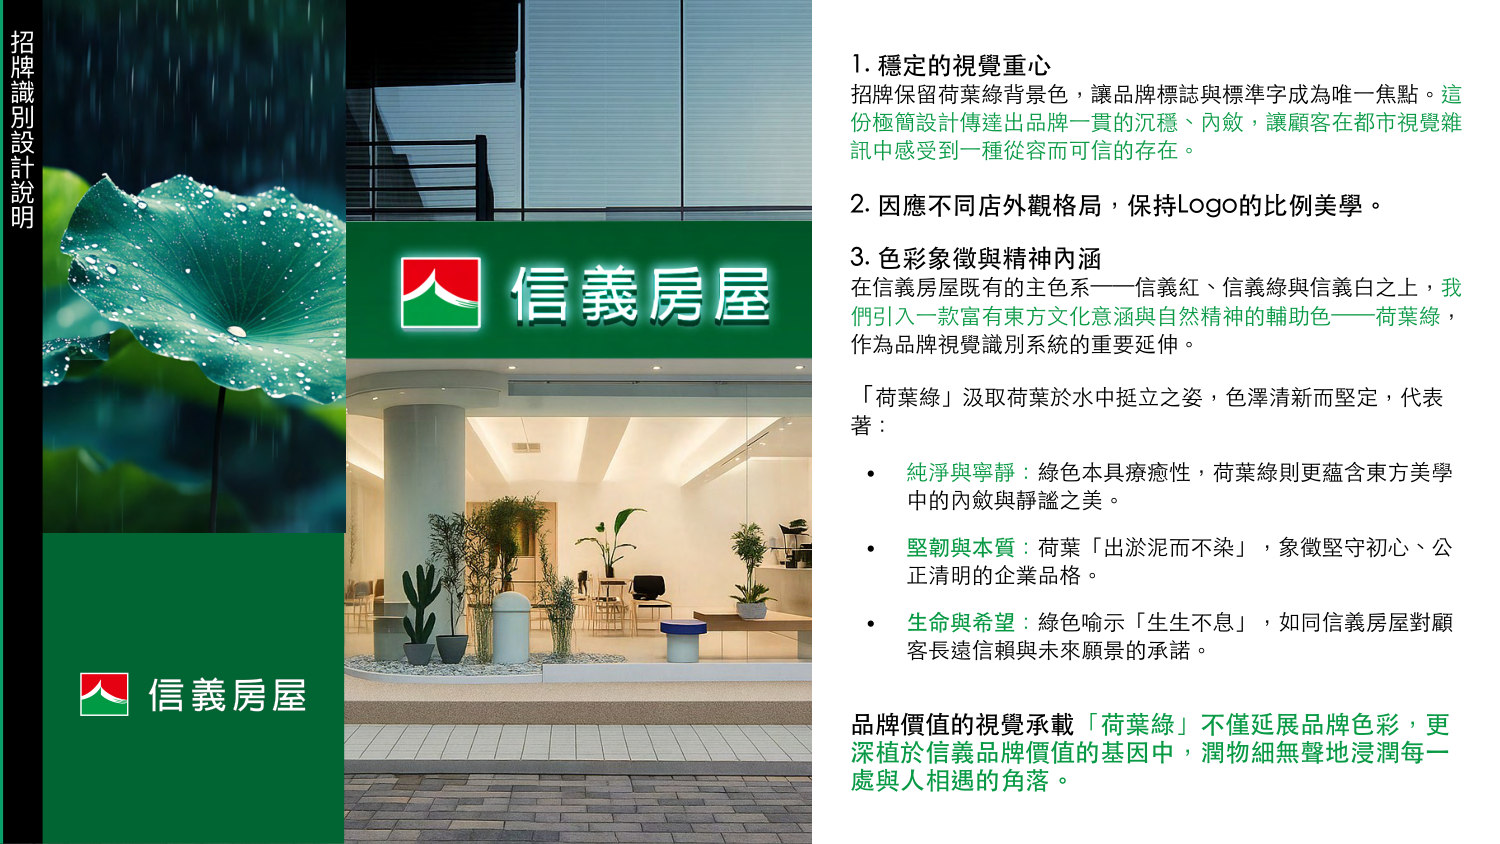 招牌識別設計說明
信義房屋
信義房屋
1. 穩定的視覺重心
招牌保留荷葉綠背景色，讓品牌標誌與標準字成為唯一焦點。這
份極簡設計傳達出品牌一貫的沉穩、內斂，讓顧客在都市視覺雜
訊中感受到一種從容而可信的存在。
2. 因應不同店外觀格局，保持Logo的比例美學。
3. 色彩象徵與精神內涵
在信義房屋既有的主色系——信義紅、信義綠與信義白之上，我
們引入一款富有東方文化意涵與自然精神的輔助色——荷葉綠，
作為品牌視覺識別系統的重要延伸。
「荷葉綠」汲取荷葉於水中挺立之姿，色澤清新而堅定，代表
著：
• 純淨與寧靜：綠色本具療癒性，荷葉綠則更蘊含東方美學
中的內斂與靜謐之美。
• 堅韌與本質：荷葉「出淤泥而不染」，象徵堅守初心、公
正清明的企業品格。
• 生命與希望：綠色喻示「生生不息」，如同信義房屋對顧
客長遠信賴與未來願景的承諾。
品牌價值的視覺承載「荷葉綠」不僅延展品牌色彩，更
深植於信義品牌價值的基因中，潤物細無聲地浸潤每一
處與人相遇的角落。